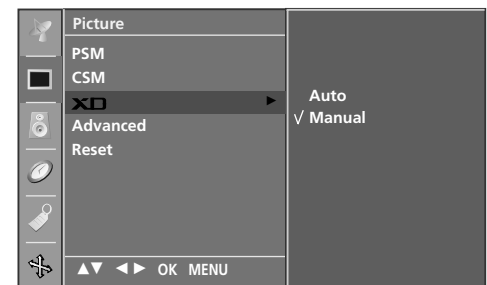 Picture
PSM
CSM
XD
Advanced
Reset
Auto
√ Manual
▲▼ ◄► OK MENU